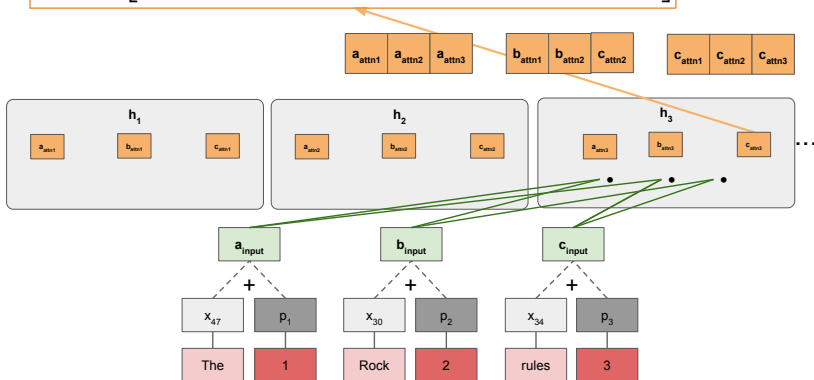 a_attn1 a_attn2 a_attn3 b_attn1 b_attn2 c_attn2 c_attn1 c_attn2 c_attn3
h_1 h_2 h_3
a_attn1 b_attn1 c_attn1 a_attn2 b_attn2 c_attn2 a_attn3 b_attn3 c_attn3 ...
a_input b_input c_input
+ + +
x_47 p_1 x_30 p_2 x_34 p_3
The 1 Rock 2 rules 3